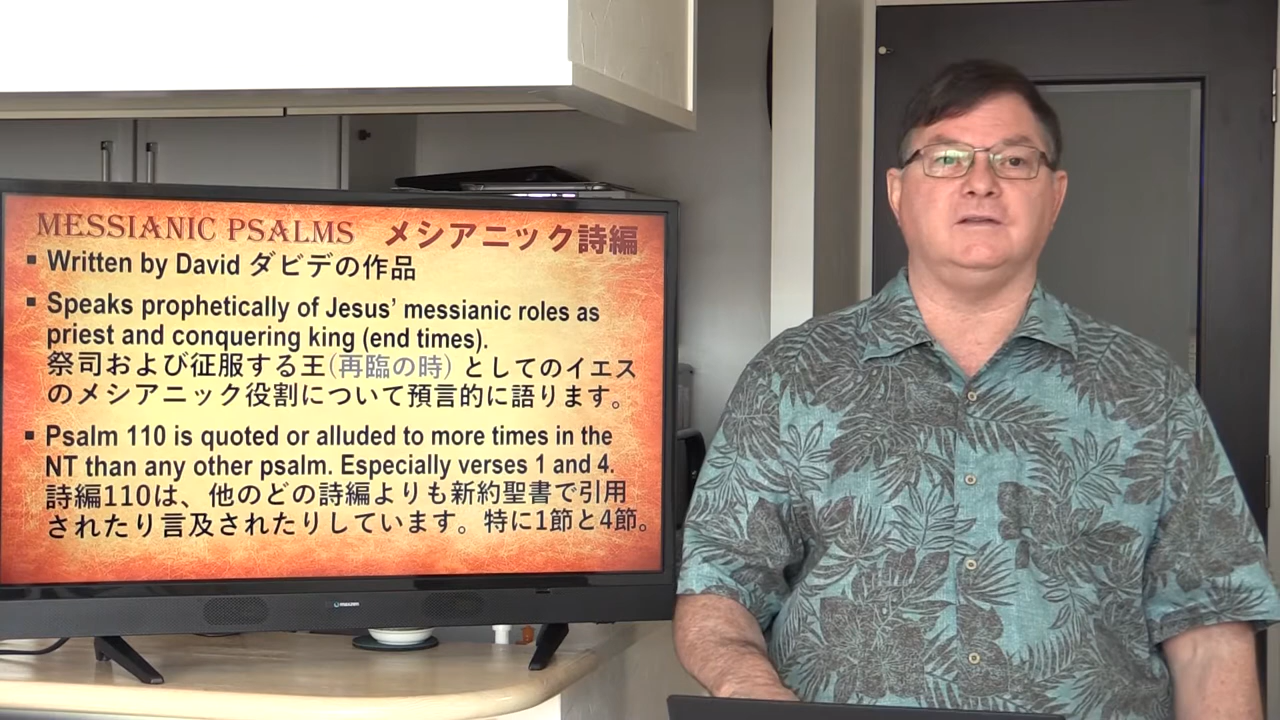 MESSIANIC PSALMS メシアニック詩編
▪ Written by David ダビデの作品
▪ Speaks prophetically of Jesus’ messianic roles as
priest and conquering king (end times).
祭司および征服する王(再臨の時) としてのイエス
のメシアニック役割について預言的に語ります。
▪ Psalm 110 is quoted or alluded to more times in the
NT than any other psalm. Especially verses 1 and 4.
詩編110は、他のどの詩編よりも新約聖書で引用
されたり言及されたりしています。特に1節と4節。
maxzen